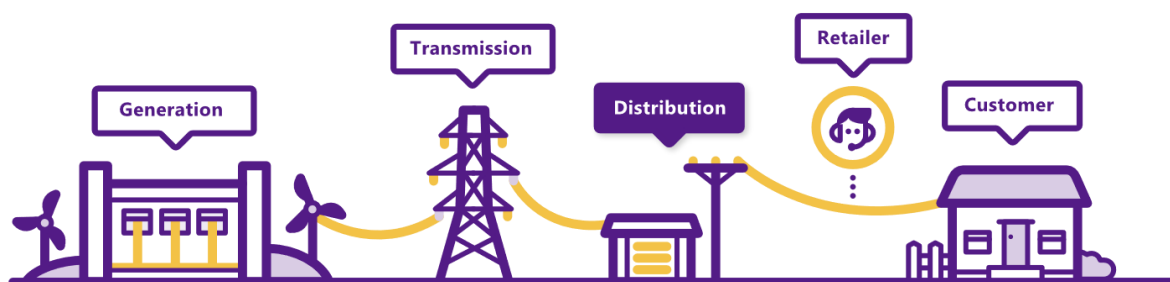 Generation
Transmission
Distribution
Retailer
Customer